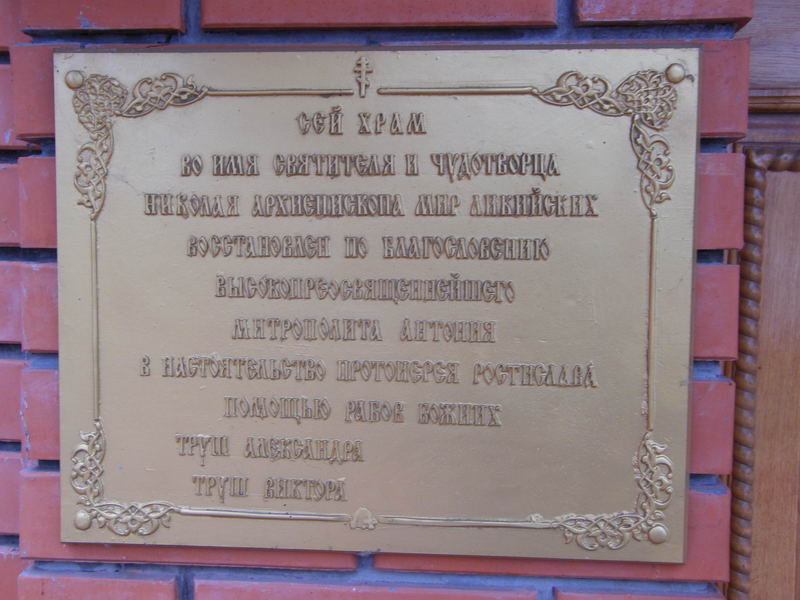 СЕЙ ХРАМ
ВО ИМЯ СВЯТИТЕЛЯ И ЧУДОТВОРЦА
НИКОЛАЯ АРХИЕПИСКОПА МИР ЛИКИЙСКИХ
ВОССТАНОВЛЕН ПО БЛАГОСЛОВЕНИЮ
ВЫСОКОПРЕОСВЯЩЕННЕЙШЕГО
МИТРОПОЛИТА АНТОНИЯ
В НАСТОЯТЕЛЬСТВО ПРОТОИЕРЕЯ РОСТИСЛАВА
ПОМОЩЬЮ РАБОВ БОЖИИХ
ТРУШ АЛЕКСАНДРА
ТРУШ ВИКТОРА